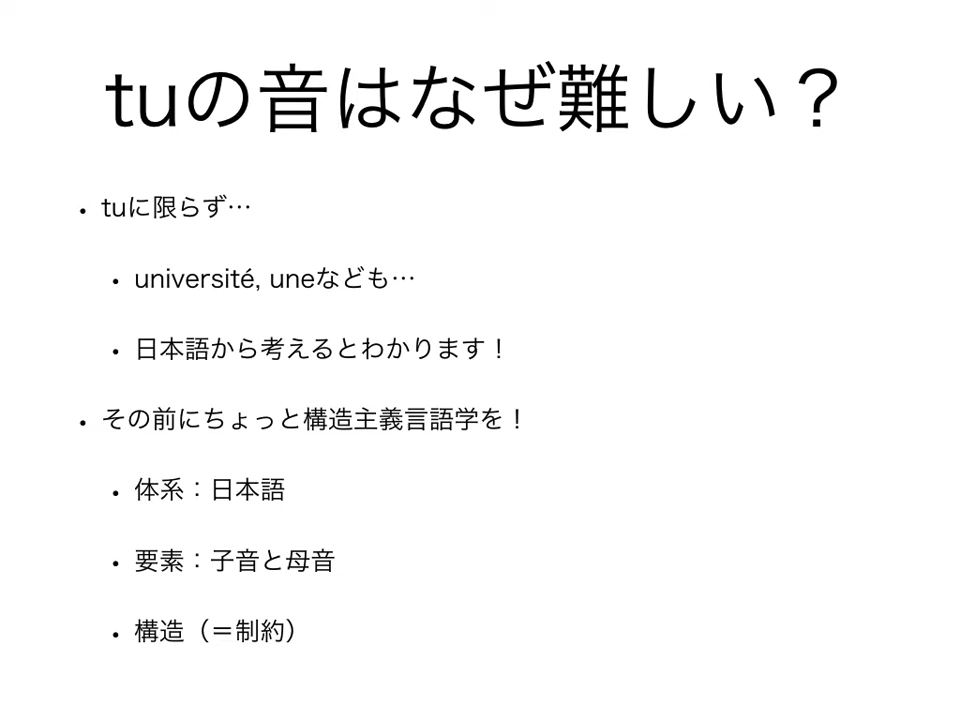 tuの音はなぜ難しい？
・tuに限らず…
・université, uneなども…
・日本語から考えるとわかります！
・その前にちょっと構造主義言語学を！
・体系：日本語
・要素：子音と母音
・構造（＝制約）